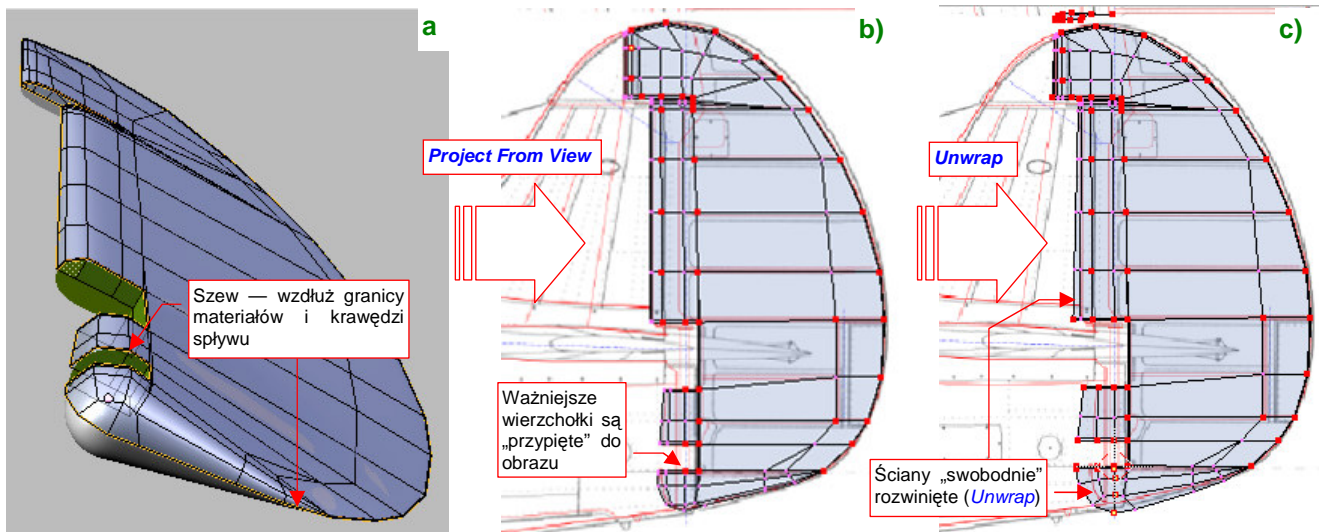 a
b)
c)
Project From View
Unwrap
Szew — wzdłuż granicy
materiałów i krawędzi
spływu
Ważniejsze
wierzchołki są
„przypięte” do
obrazu
Ściany „swobodnie”
rozwinięte (Unwrap)